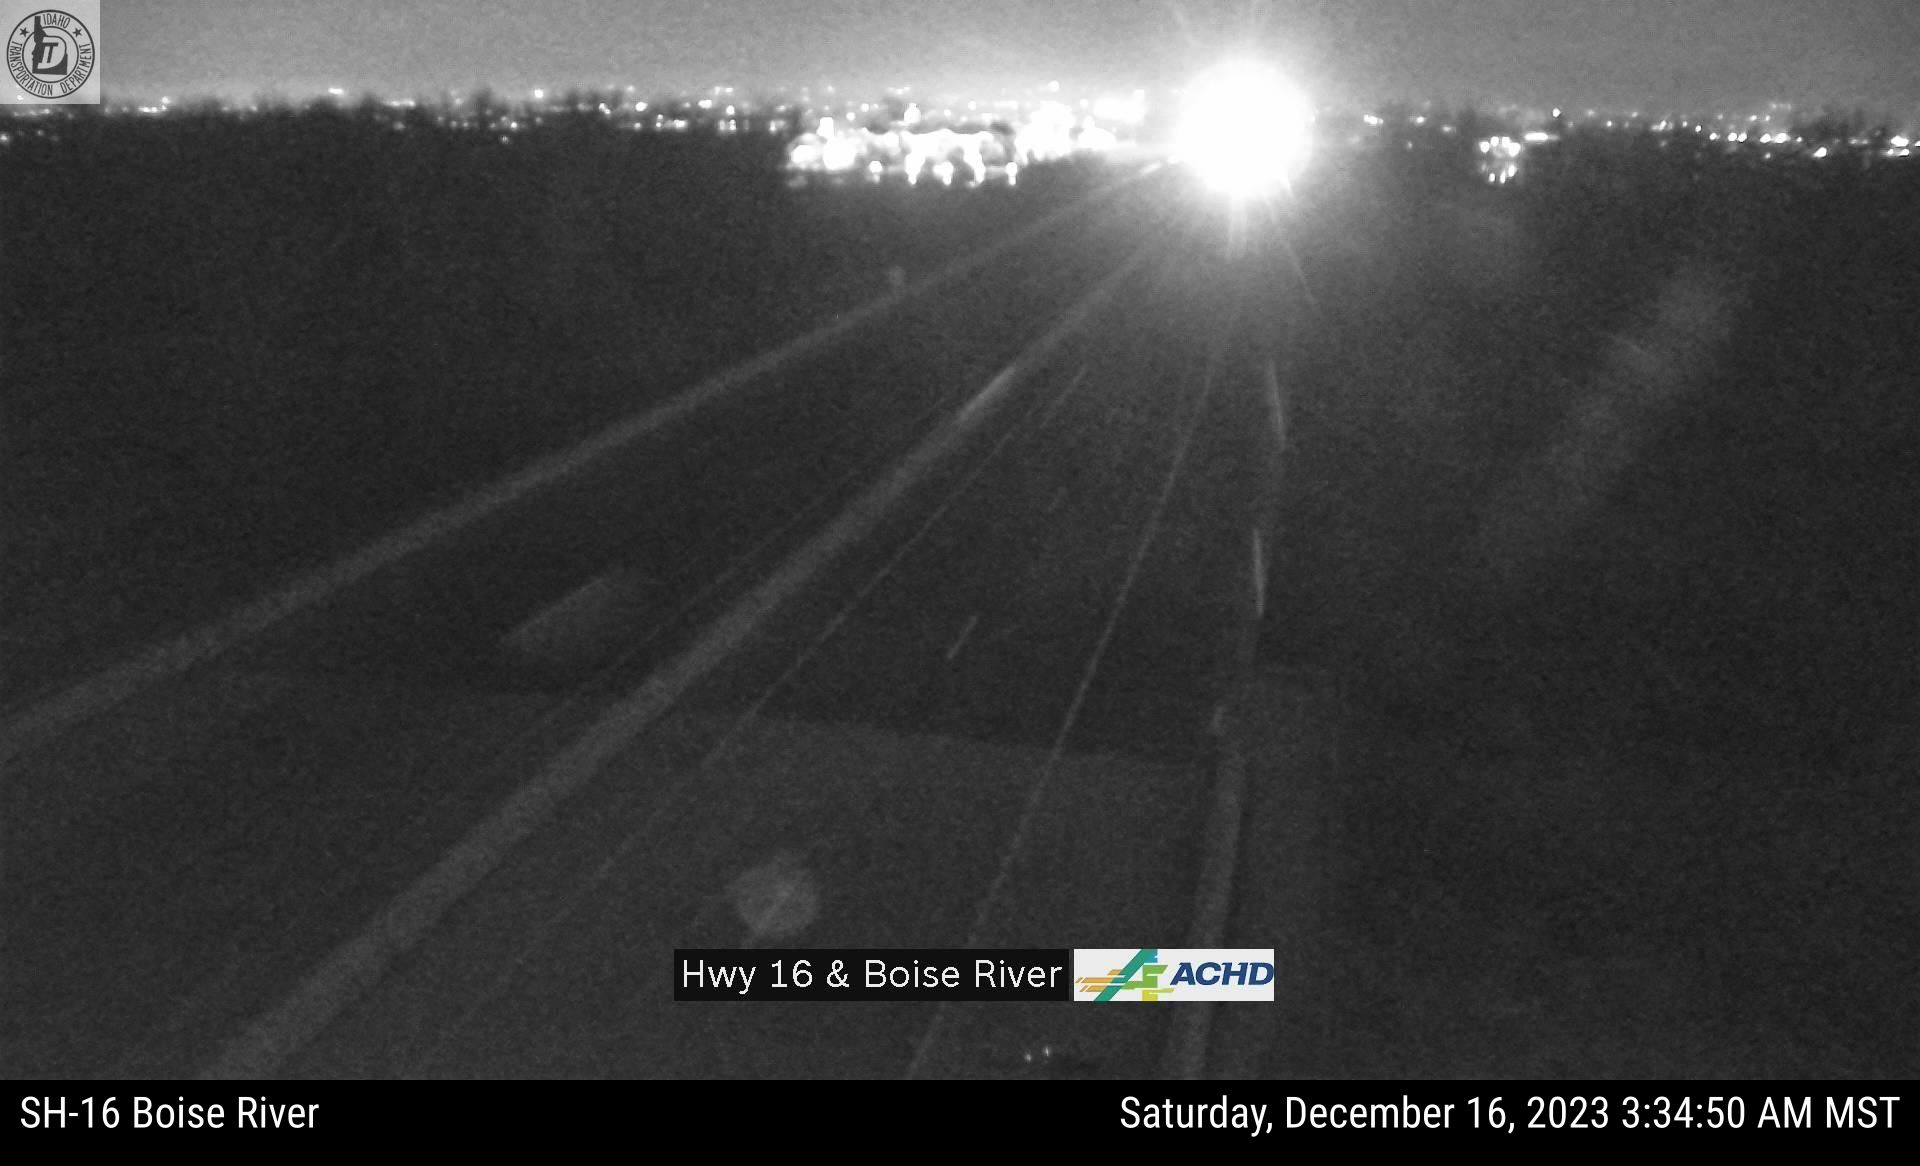 IDAHO
TRANSPORTATION DEPARTMENT
Hwy 16 & Boise River
ACHD
SH-16 Boise River
Saturday, December 16, 2023 3:34:50 AM MST